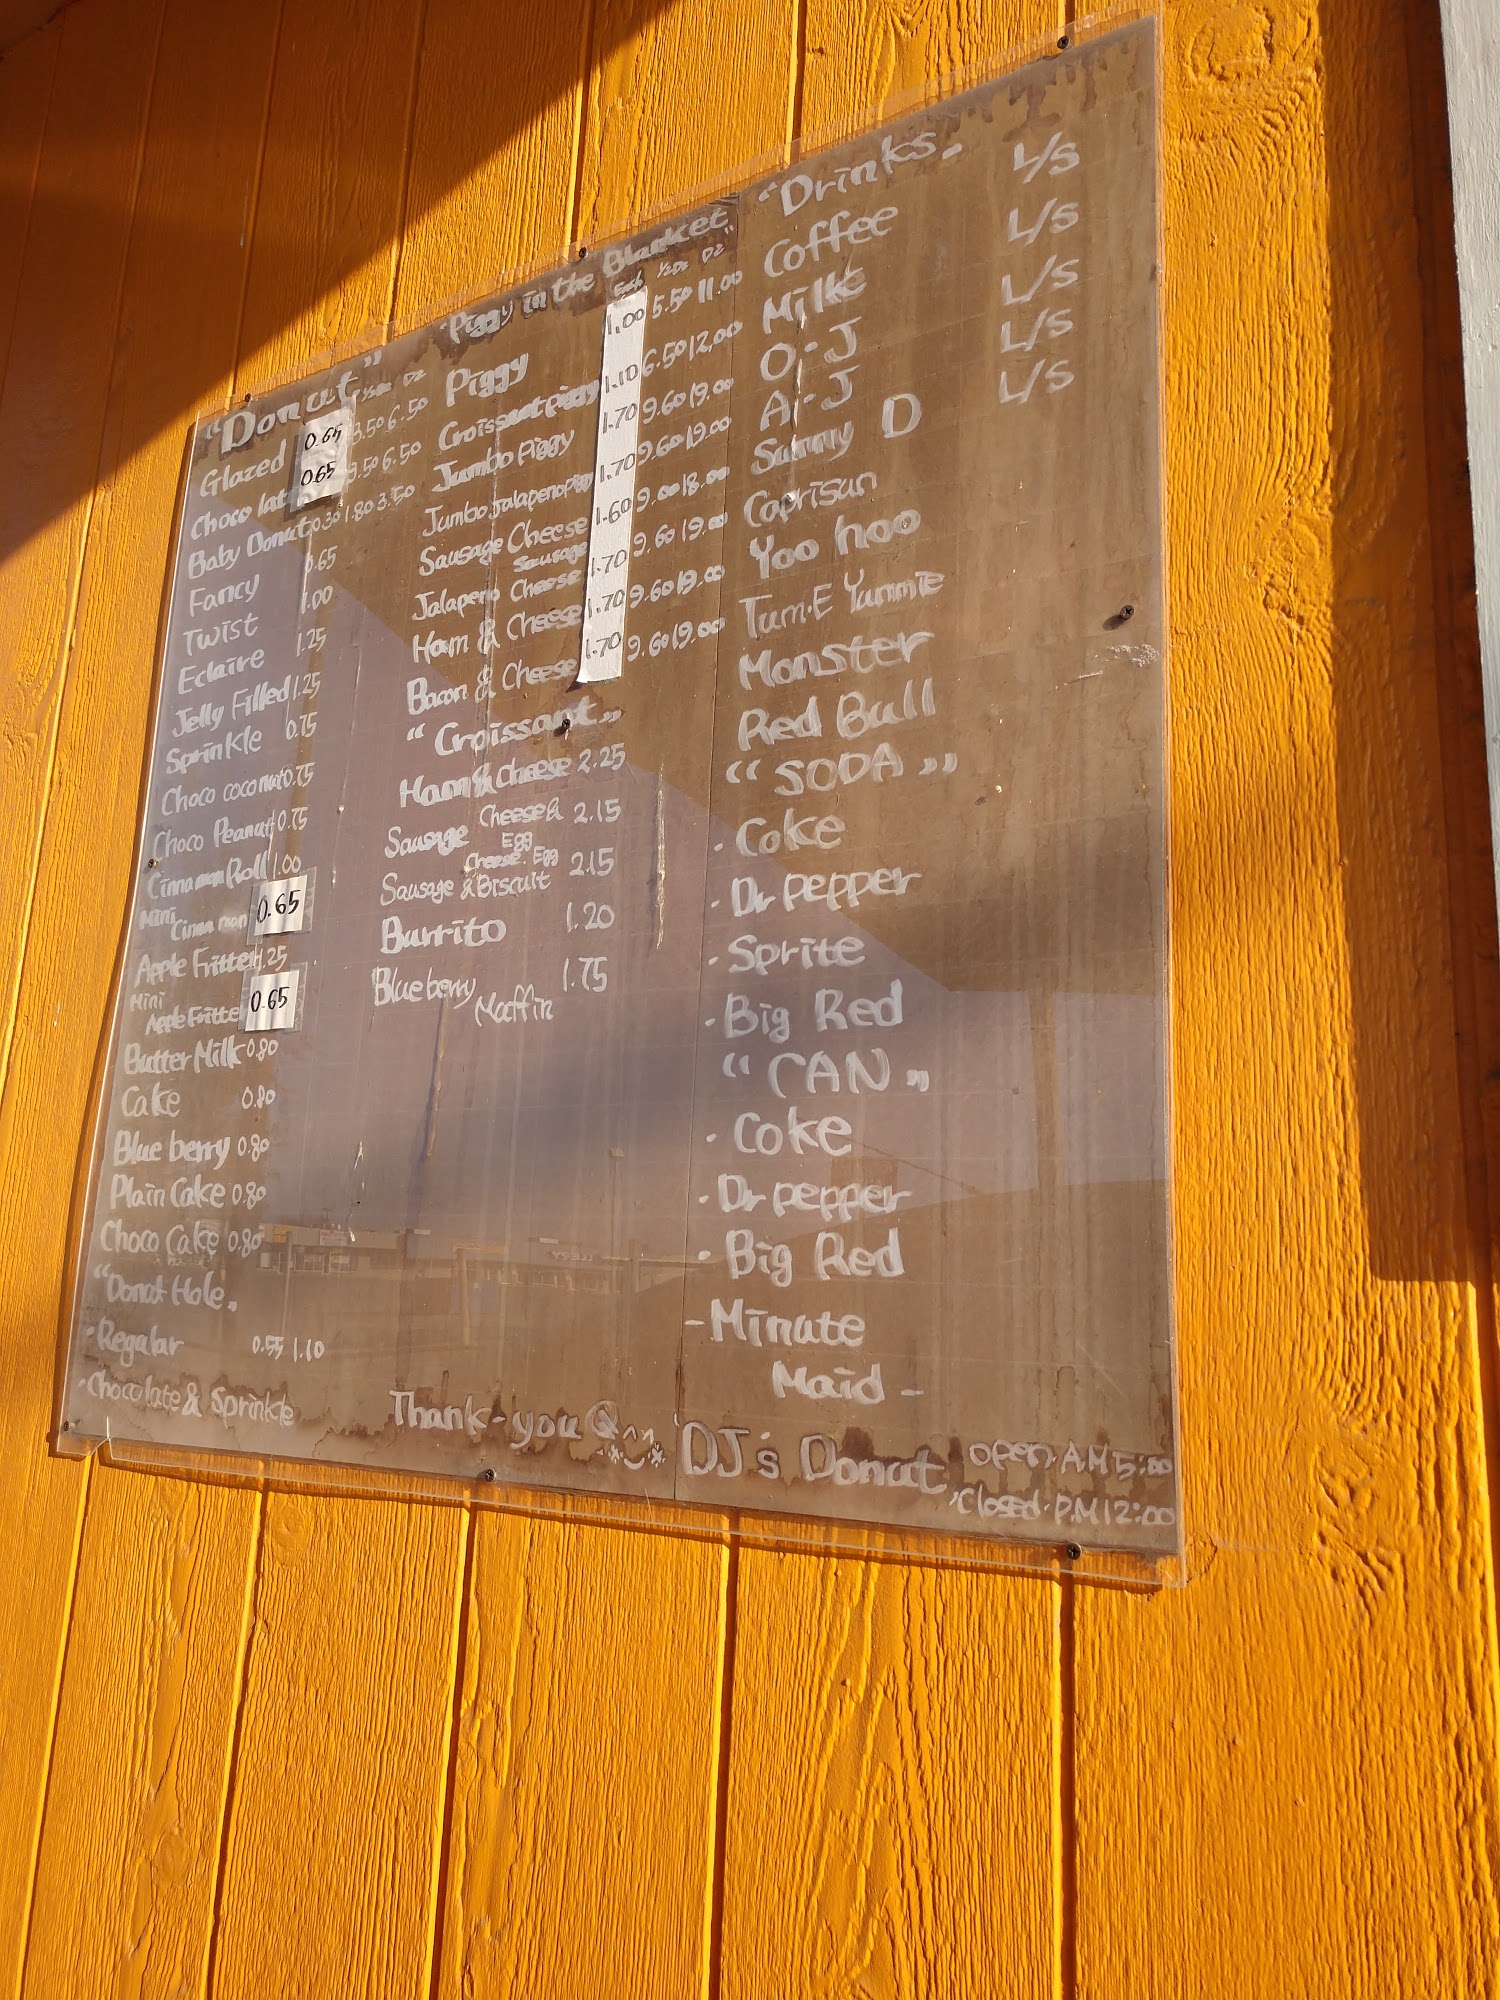 "Donut" ½Dz Dz
Glazed 0.65 3.50 6.50
Chocolate 0.65 3.50 6.50
Baby Donut 0.30 1.80 3.50
Fancy 0.65
Twist 1.00
Eclaire 1.25
Jelly Filled 1.25
Sprinkle 0.75
Choco coconut 0.75
Choco Peanut 0.75
Cinnamon Roll 1.00
Mini Cinnamon 0.65
Apple Fritter 1.25
Mini Apple Fritter 0.65
Butter Milk 0.80
Cake 0.80
Blue berry 0.80
Plain Cake 0.80
Choco Cake 0.80
"Donut Hole"
·Regular 0.55 1.10
·Chocolate & Sprinkle
"Piggy in the Blanket"
Each ½Dz Dz
Piggy 1.00 5.50 11.00
Croissant piggy 1.10 6.50 12.00
Jumbo Piggy 1.70 9.60 19.00
Jumbo Jalapeno Piggy 1.70 9.60 19.00
Sausage Cheese 1.60 9.00 18.00
Jalapeno Sausage Cheese 1.70 9.60 19.00
Ham & Cheese 1.70 9.60 19.00
Bacon & Cheese 1.70 9.60 19.00
"Croissant"
Ham & Cheese 2.25
Sausage Cheese & Egg 2.15
Sausage Cheese. Egg & Biscuit 2.15
Burrito 1.20
Blueberry Muffin 1.75
Thank-you
"Drinks"
Coffee L/S
Milk L/S
O-J L/S
A-J L/S
Sunny D L/S
Caprisun
Yoo hoo
Tum.E Yummie
Monster
Red Bull
"SODA"
·Coke
·Dr pepper
·Sprite
·Big Red
"CAN"
·Coke
·Dr pepper
·Big Red
-Minute
Maid-
DJ's Donut
open. A.M 5:00
closed. P.M 12:00